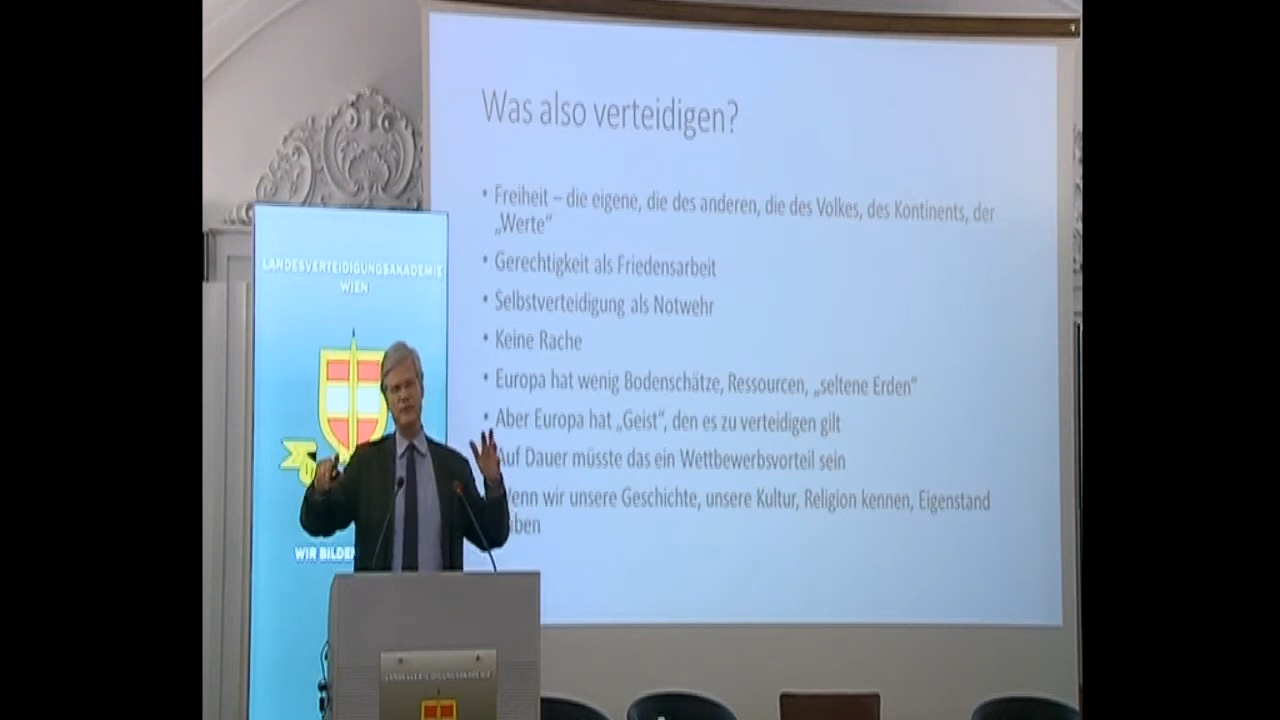 Was also verteidigen?
• Freiheit – die eigene, die des anderen, die des Volkes, des Kontinents, der
„Werte“
• Gerechtigkeit als Friedensarbeit
• Selbstverteidigung als Notwehr
• Keine Rache
• Europa hat wenig Bodenschätze, Ressourcen, „seltene Erden“
• Aber Europa hat „Geist“, den es zu verteidigen gilt
Auf Dauer müsste das ein Wettbewerbsvorteil sein
wir unsere Geschichte, unsere Kultur, Religion kennen, Eigenstand
LANDESVERTEIDIGUNGSAKADEMIE
WIEN
WIR BILDEN
LANDESVERTEIDIGUNGSAKADEMIE